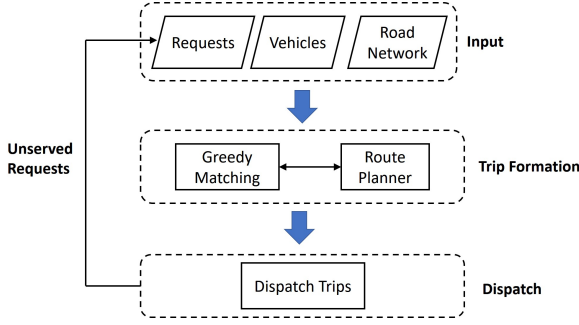 Requests
Vehicles
Road
Network
Input
Unserved
Requests
Greedy
Matching
Route
Planner
Trip Formation
Dispatch Trips
Dispatch